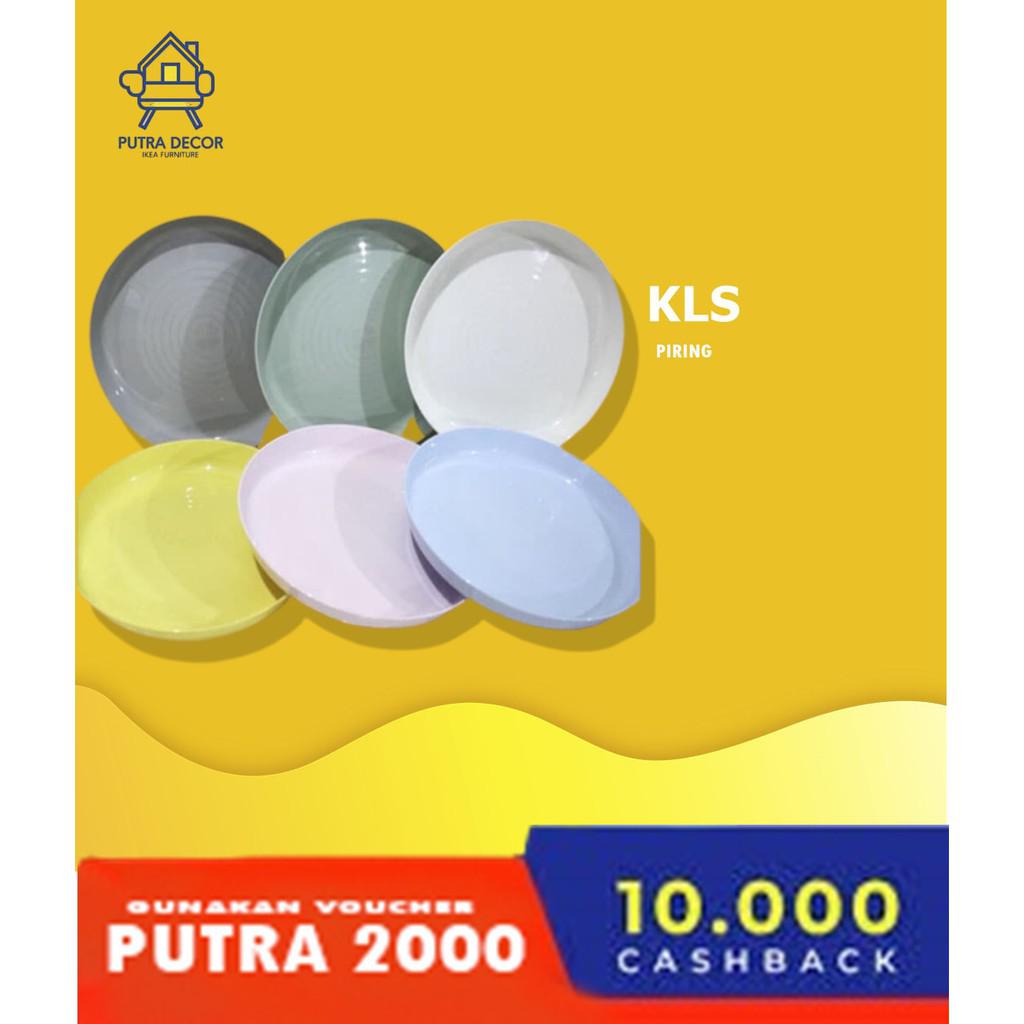 PUTRA DECOR
IKEA FURNITURE
KLS
PIRING
GUNAKAN VOUCHER
PUTRA 2000
10.000
CASHBACK